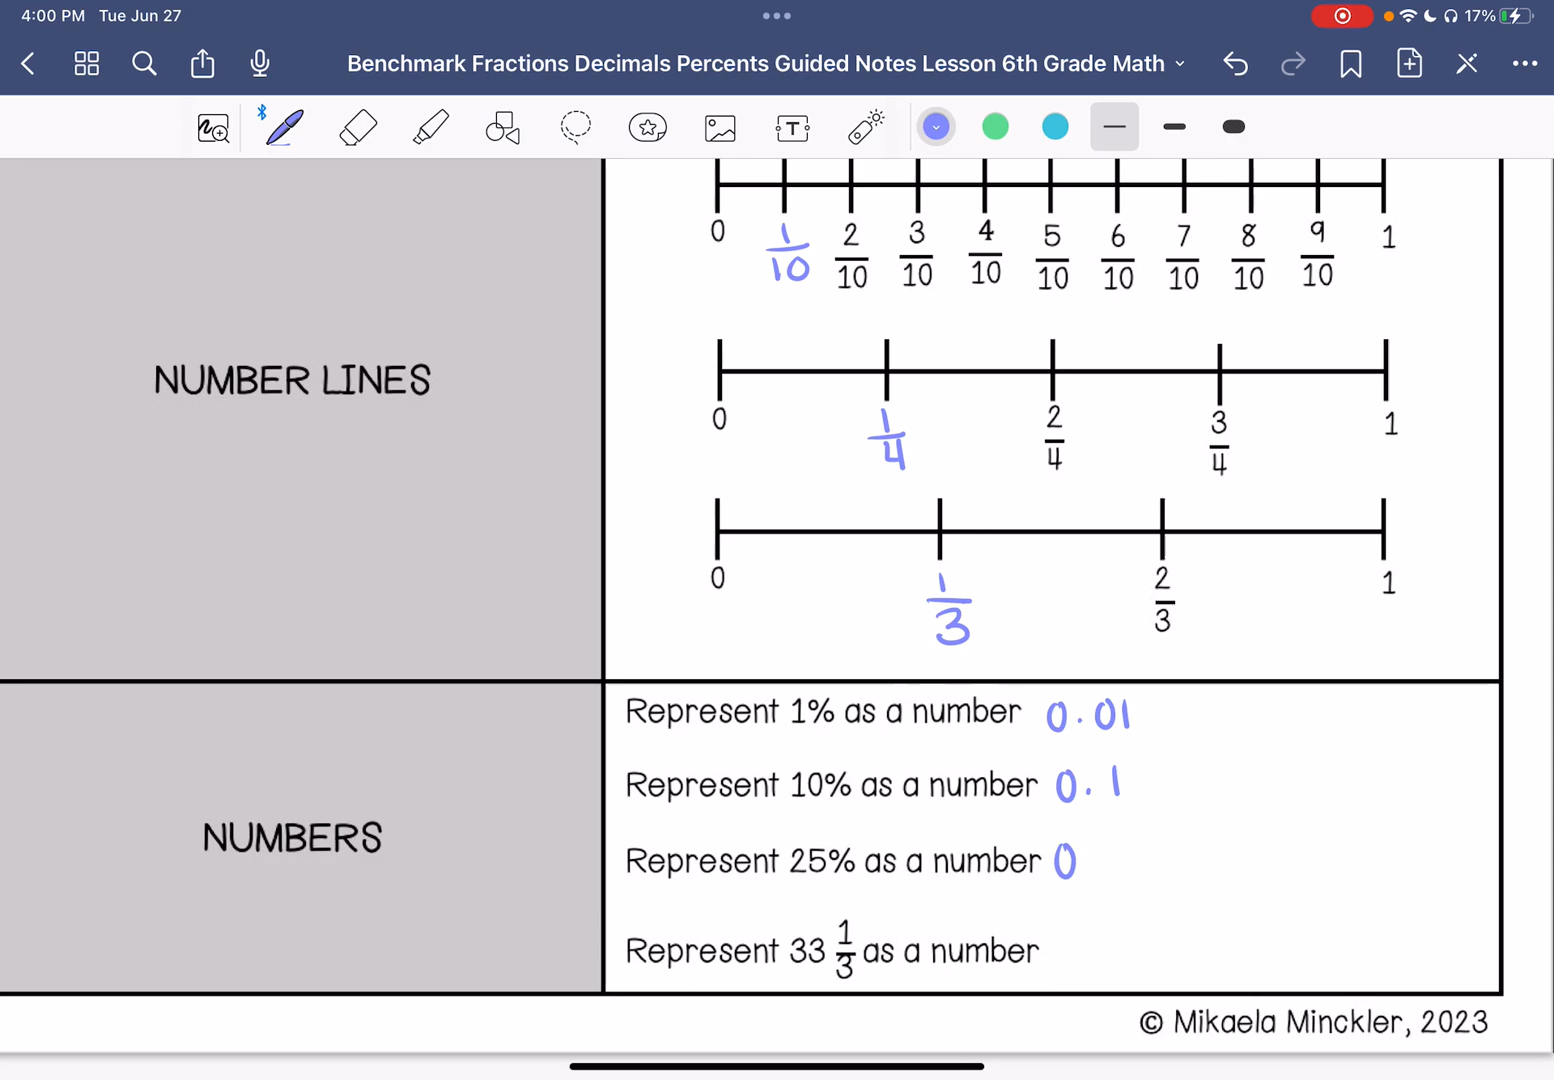 4:00 PM Tue Jun 27
17%
Benchmark Fractions Decimals Percents Guided Notes Lesson 6th Grade Math
T
0 1/10 2/10 3/10 4/10 5/10 6/10 7/10 8/10 9/10 1
NUMBER LINES
0 1/4 2/4 3/4 1
0 1/3 2/3 1
Represent 1% as a number 0.01
Represent 10% as a number 0.1
NUMBERS
Represent 25% as a number 0
Represent 33 1/3 as a number
© Mikaela Minckler, 2023